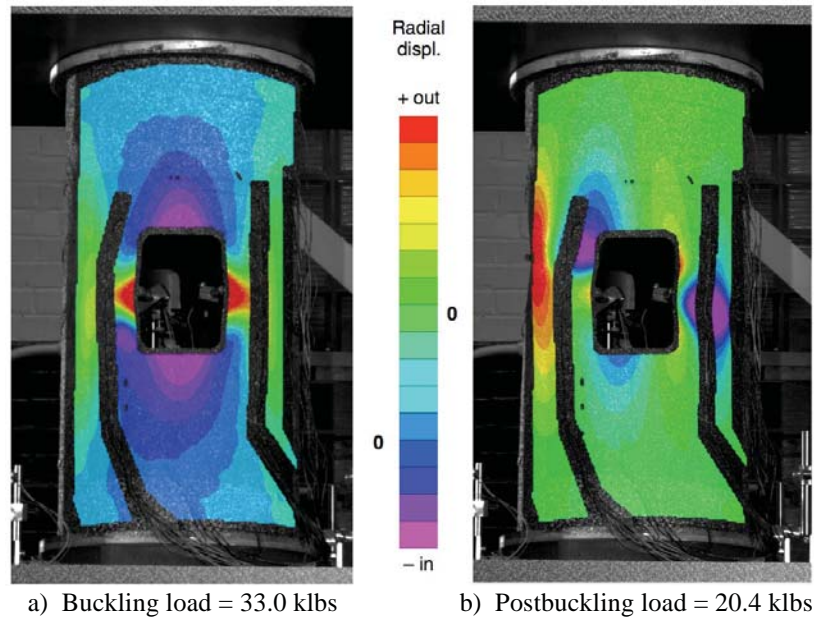 Radial
displ.
+ out
0
0
– in
a) Buckling load = 33.0 klbs
b) Postbuckling load = 20.4 klbs